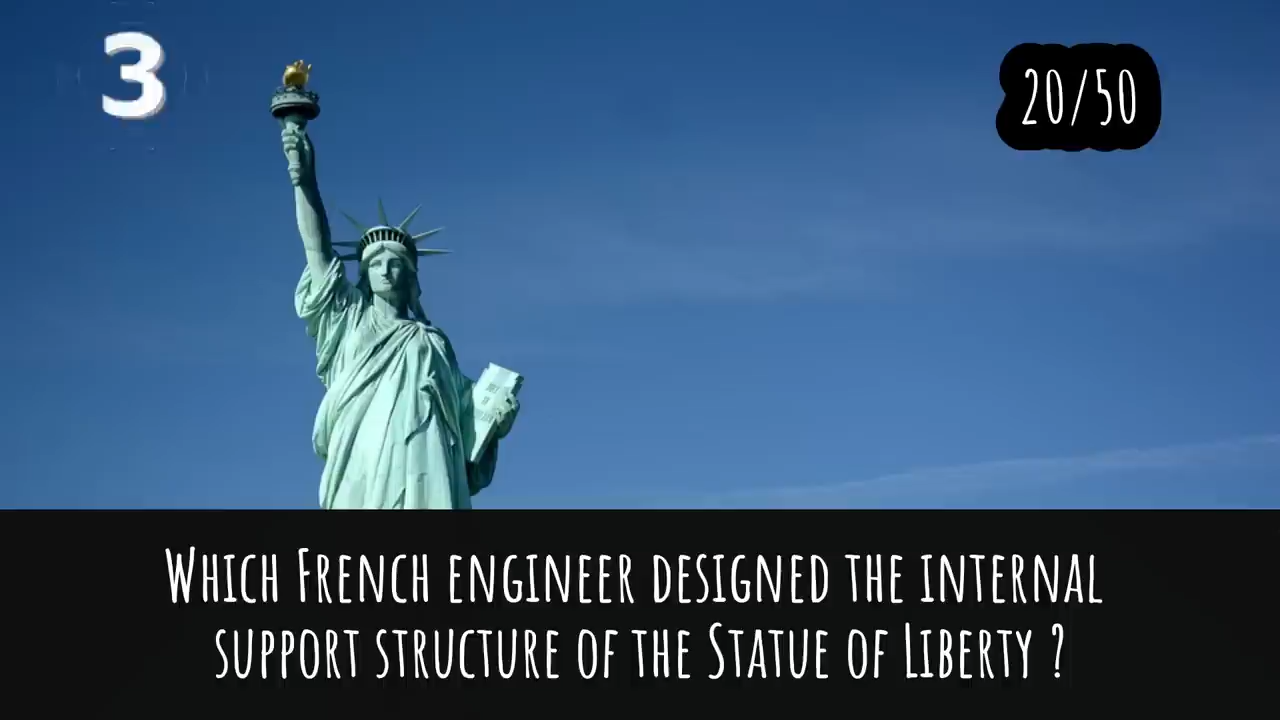 3
20/50
Which French engineer designed the internal
support structure of the Statue of Liberty ?